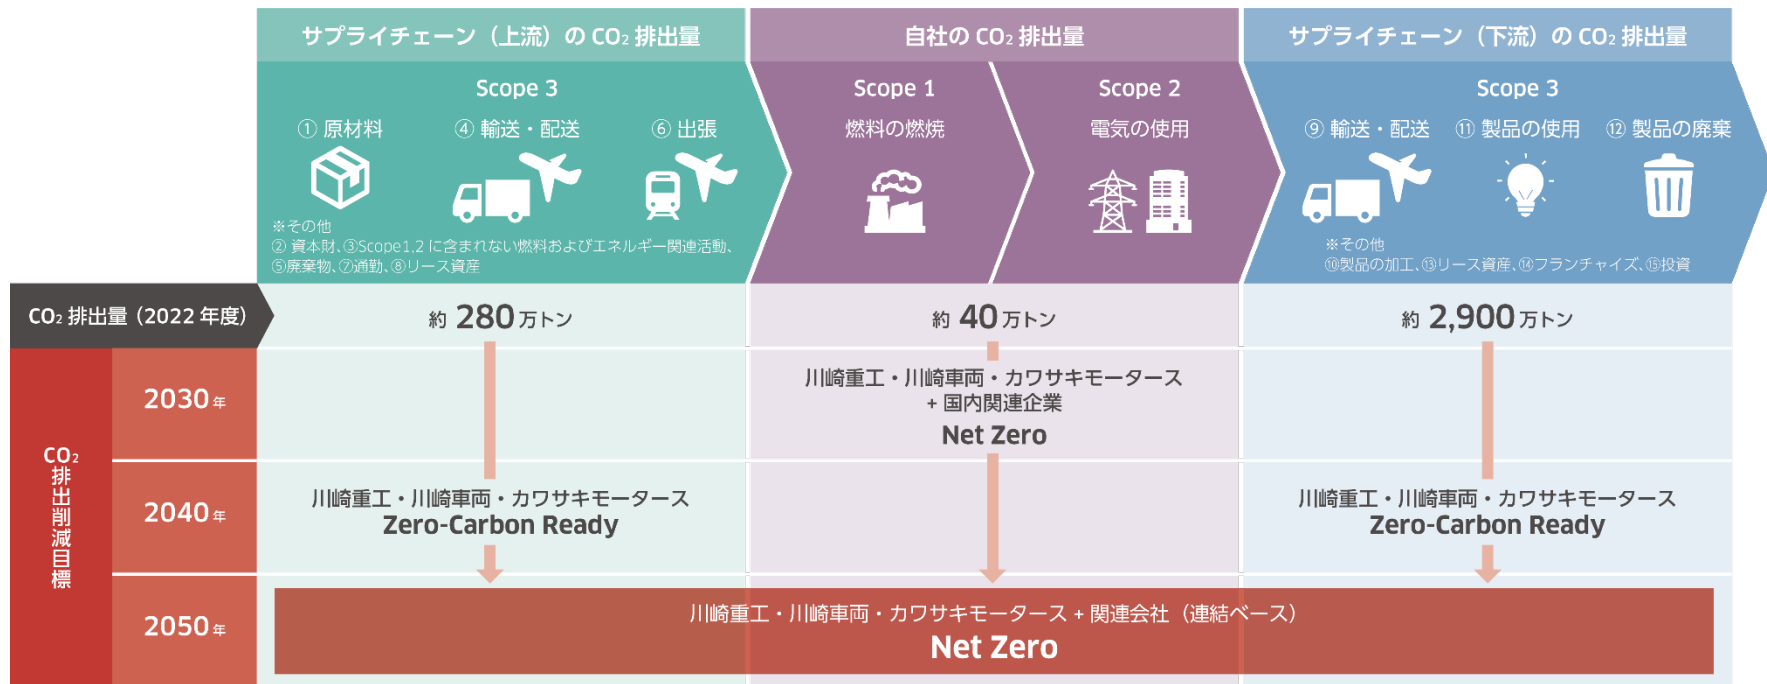 サプライチェーン（上流）の CO₂ 排出量
Scope 3
① 原材料
④ 輸送・配送
⑥ 出張
※その他
② 資本財、③Scope1,2 に含まれない燃料およびエネルギー関連活動、
⑤廃棄物、⑦通勤、⑧リース資産
自社の CO₂ 排出量
Scope 1
燃料の燃焼
Scope 2
電気の使用
サプライチェーン（下流）の CO₂ 排出量
Scope 3
⑨ 輸送・配送
⑪ 製品の使用
⑫ 製品の廃棄
※その他
⑩製品の加工、⑬リース資産、⑭フランチャイズ、⑮投資
CO₂ 排出量（2022 年度）
約 280 万トン
約 40 万トン
約 2,900 万トン
CO₂排出削減目標
2030 年
川崎重工・川崎車両・カワサキモータース
+ 国内関連企業
Net Zero
2040 年
川崎重工・川崎車両・カワサキモータース
Zero-Carbon Ready
川崎重工・川崎車両・カワサキモータース
Zero-Carbon Ready
2050 年
川崎重工・川崎車両・カワサキモータース + 関連会社（連結ベース）
Net Zero